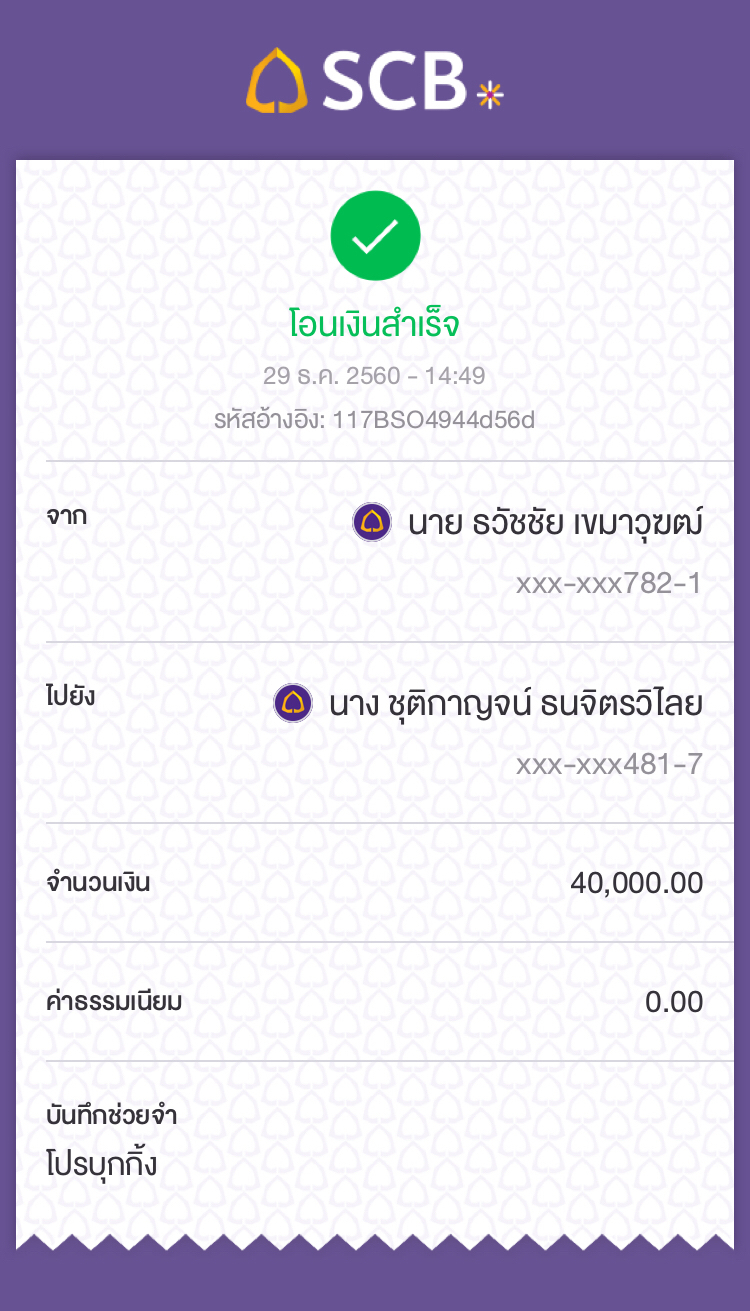 SCB
โอนเงินสำเร็จ
29 ธ.ค. 2560 - 14:49
รหัสอ้างอิง: 117BSO4944d56d
จาก
นาย ธวัชชัย เขมาวุฆฒ์
xxx-xxx782-1
ไปยัง
นาง ชุติกาญจน์ ธนจิตรวิไลย
xxx-xxx481-7
จำนวนเงิน
40,000.00
ค่าธรรมเนียม
0.00
บันทึกช่วยจำ
โปรบุกกิ้ง